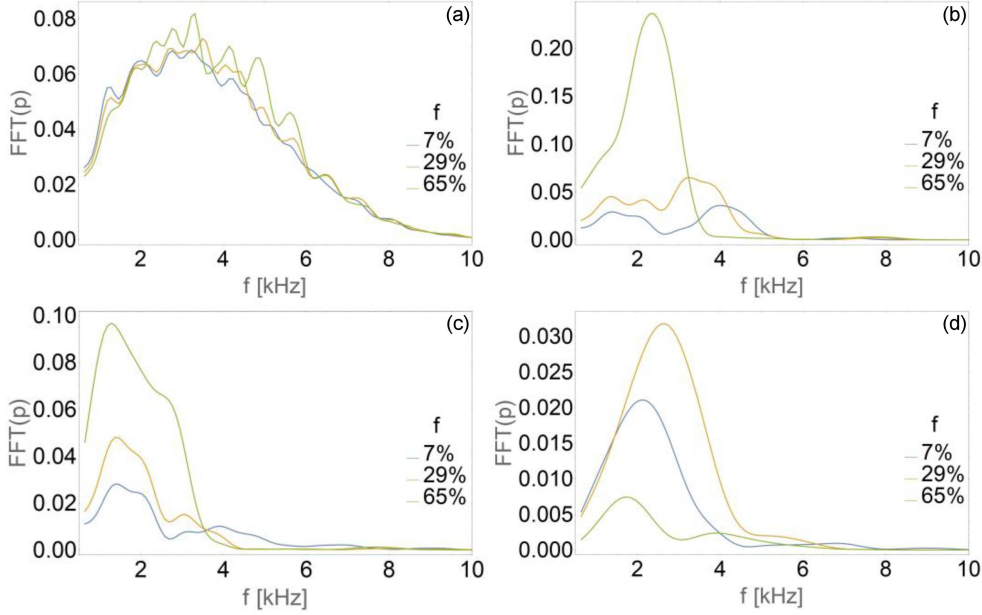 (a)
0.08
0.06
0.04
0.02
0.00
FFT(p)
f
7%
29%
65%
2 4 6 8 10
f [kHz]
(b)
0.20
0.15
0.10
0.05
0.00
FFT(p)
f
7%
29%
65%
2 4 6 8 10
f [kHz]
(c)
0.10
0.08
0.06
0.04
0.02
0.00
FFT(p)
f
7%
29%
65%
2 4 6 8 10
f [kHz]
(d)
0.030
0.025
0.020
0.015
0.010
0.005
0.000
FFT(p)
f
7%
29%
65%
2 4 6 8 10
f [kHz]